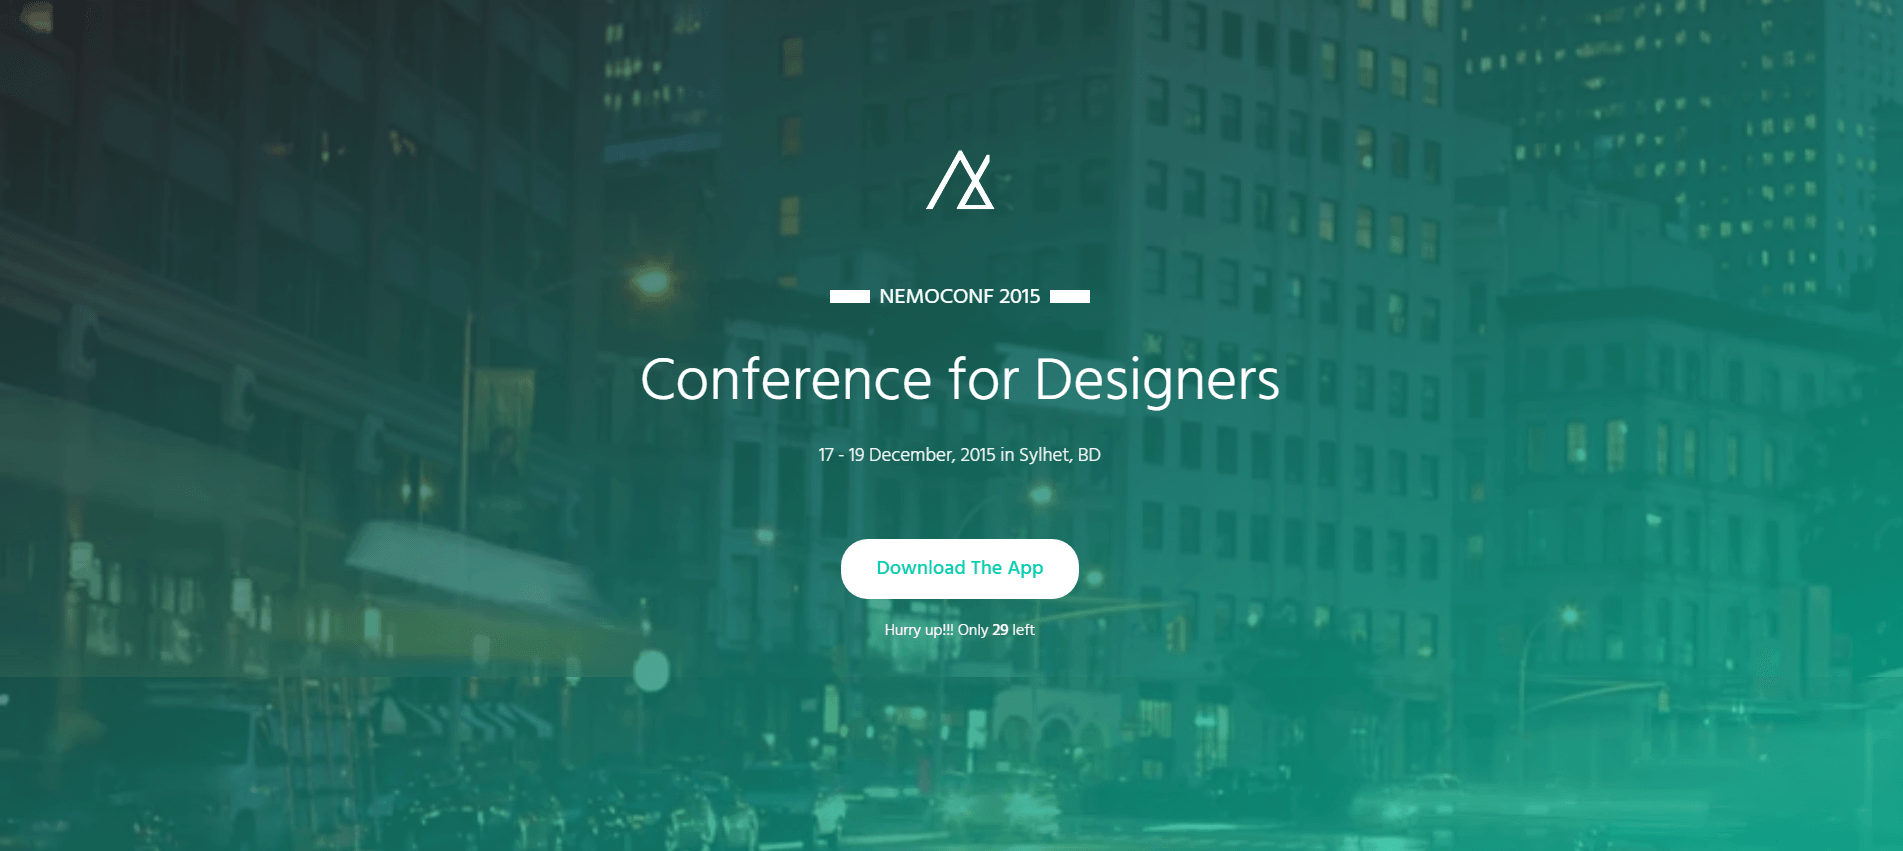 NEMOCONF 2015
Conference for Designers
17 - 19 December, 2015 in Sylhet, BD
Download The App
Hurry up!!! Only 29 left